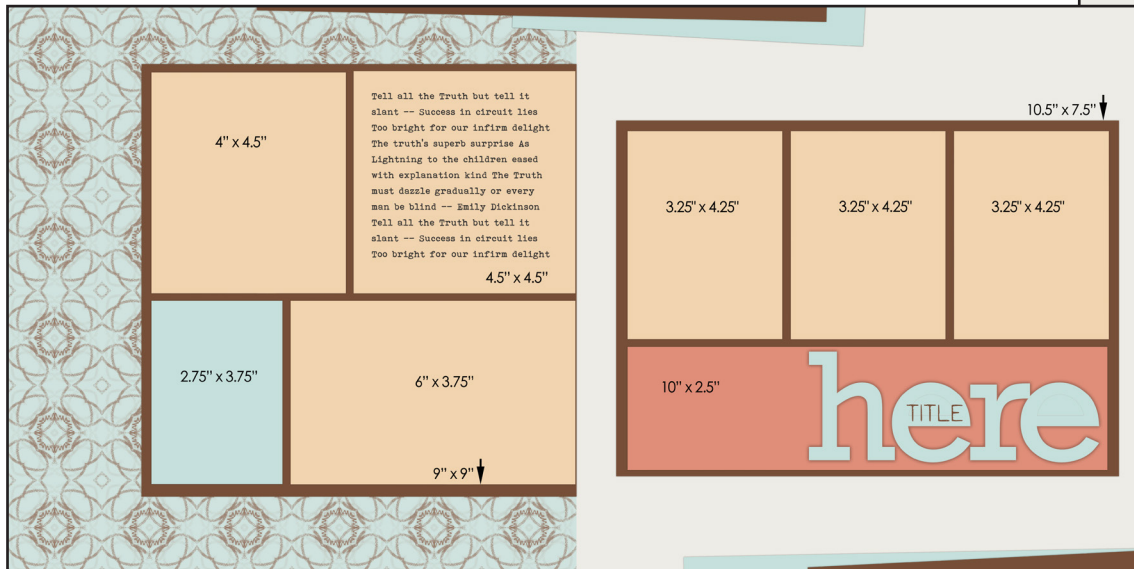 4" x 4.5"
Tell all the Truth but tell it
slant -- Success in circuit lies
Too bright for our infirm delight
The truth's superb surprise As
Lightning to the children eased
with explanation kind The Truth
must dazzle gradually or every
man be blind -- Emily Dickinson
Tell all the Truth but tell it
slant -- Success in circuit lies
Too bright for our infirm delight
4.5" x 4.5"
2.75" x 3.75"
6" x 3.75"
9" x 9"
10.5" x 7.5"
3.25" x 4.25"
3.25" x 4.25"
3.25" x 4.25"
10" x 2.5"
TITLE
here